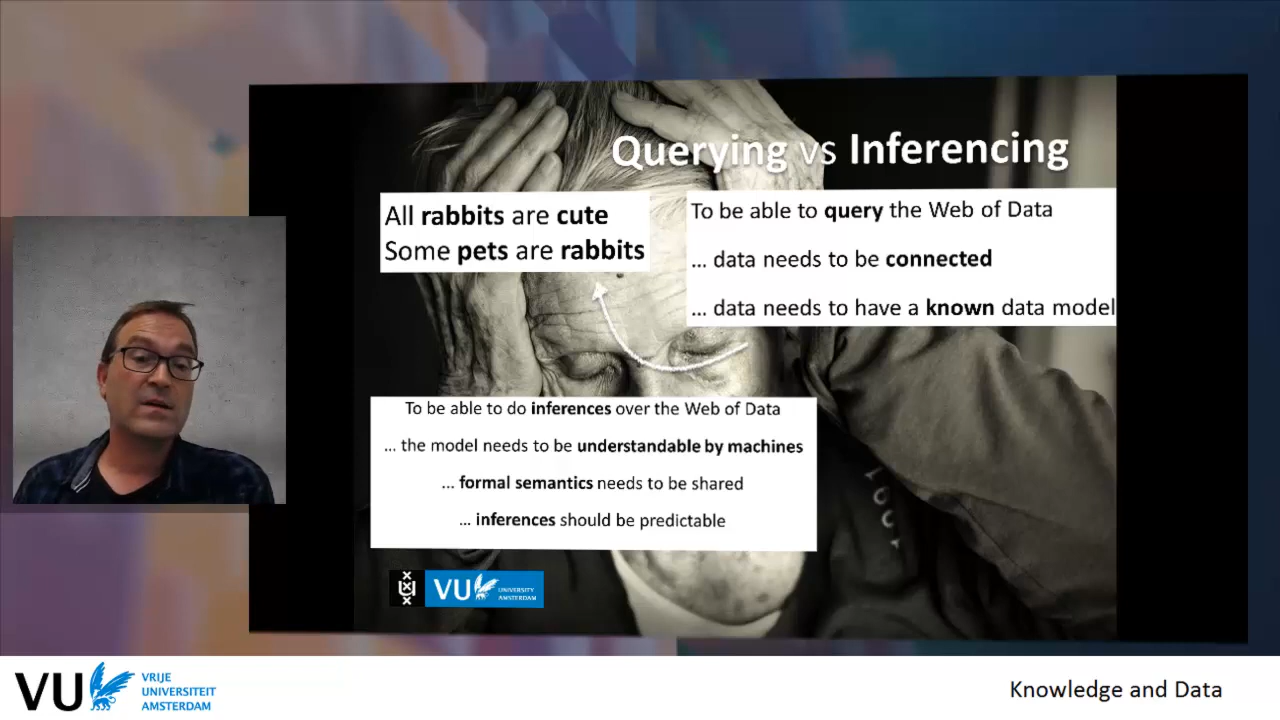 Querying vs Inferencing
All rabbits are cute
Some pets are rabbits
To be able to query the Web of Data
... data needs to be connected
... data needs to have a known data model
To be able to do inferences over the Web of Data
... the model needs to be understandable by machines
... formal semantics needs to be shared
... inferences should be predictable
VU UNIVERSITY
AMSTERDAM
VU VRIJE
UNIVERSITEIT
AMSTERDAM
Knowledge and Data